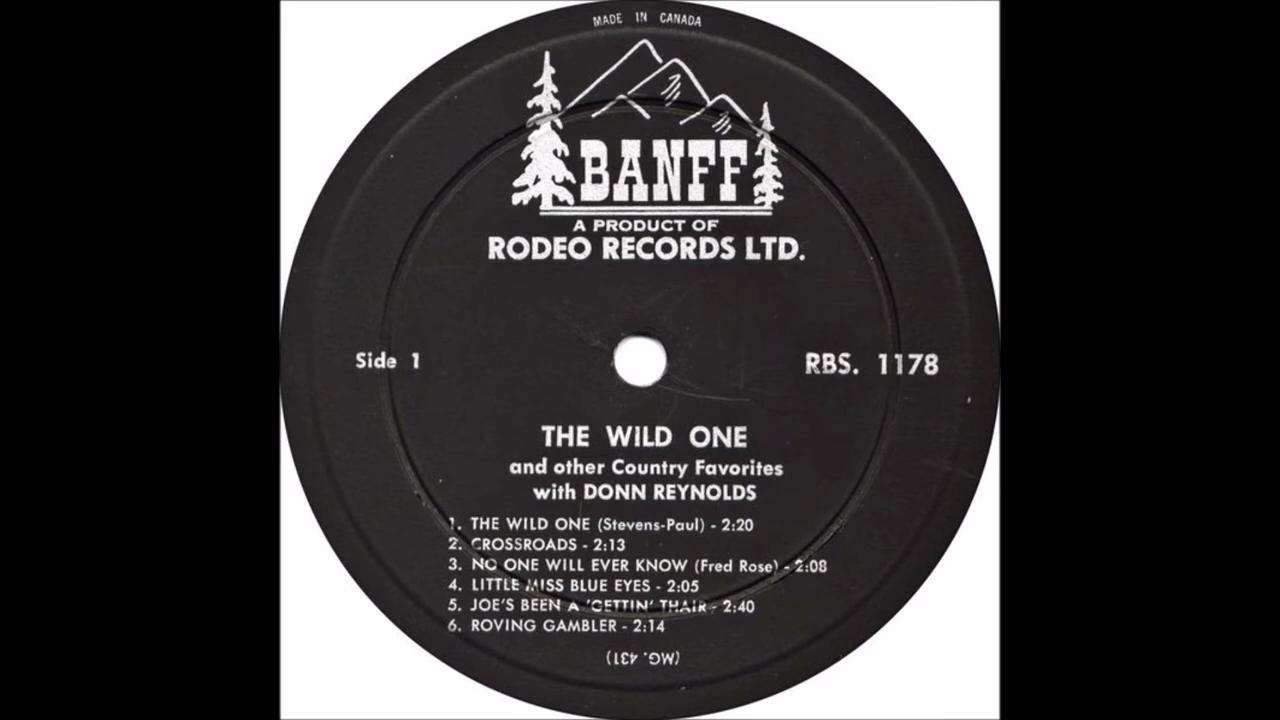 MADE IN CANADA
BANFF
A PRODUCT OF
RODEO RECORDS LTD.
Side 1
RBS. 1178
THE WILD ONE
and other Country Favorites
with DONN REYNOLDS
1. THE WILD ONE (Stevens-Paul) - 2:20
2. CROSSROADS - 2:13
3. NO ONE WILL EVER KNOW (Fred Rose) - 2:08
4. LITTLE MISS BLUE EYES - 2:05
5. JOE'S BEEN A 'GETTIN' THAIR - 2:40
6. ROVING GAMBLER - 2:14
(MG. 431)